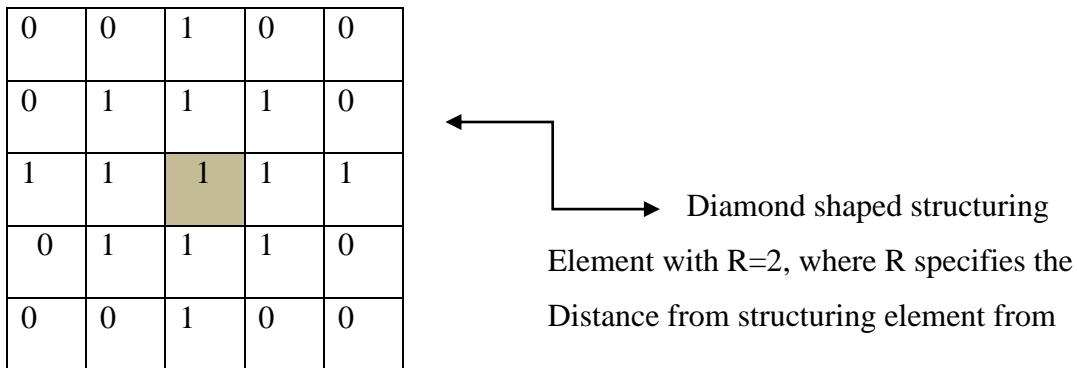 0 0 1 0 0
0 1 1 1 0
1 1 1 1 1
0 1 1 1 0
0 0 1 0 0
Diamond shaped structuring
Element with R=2, where R specifies the
Distance from structuring element from